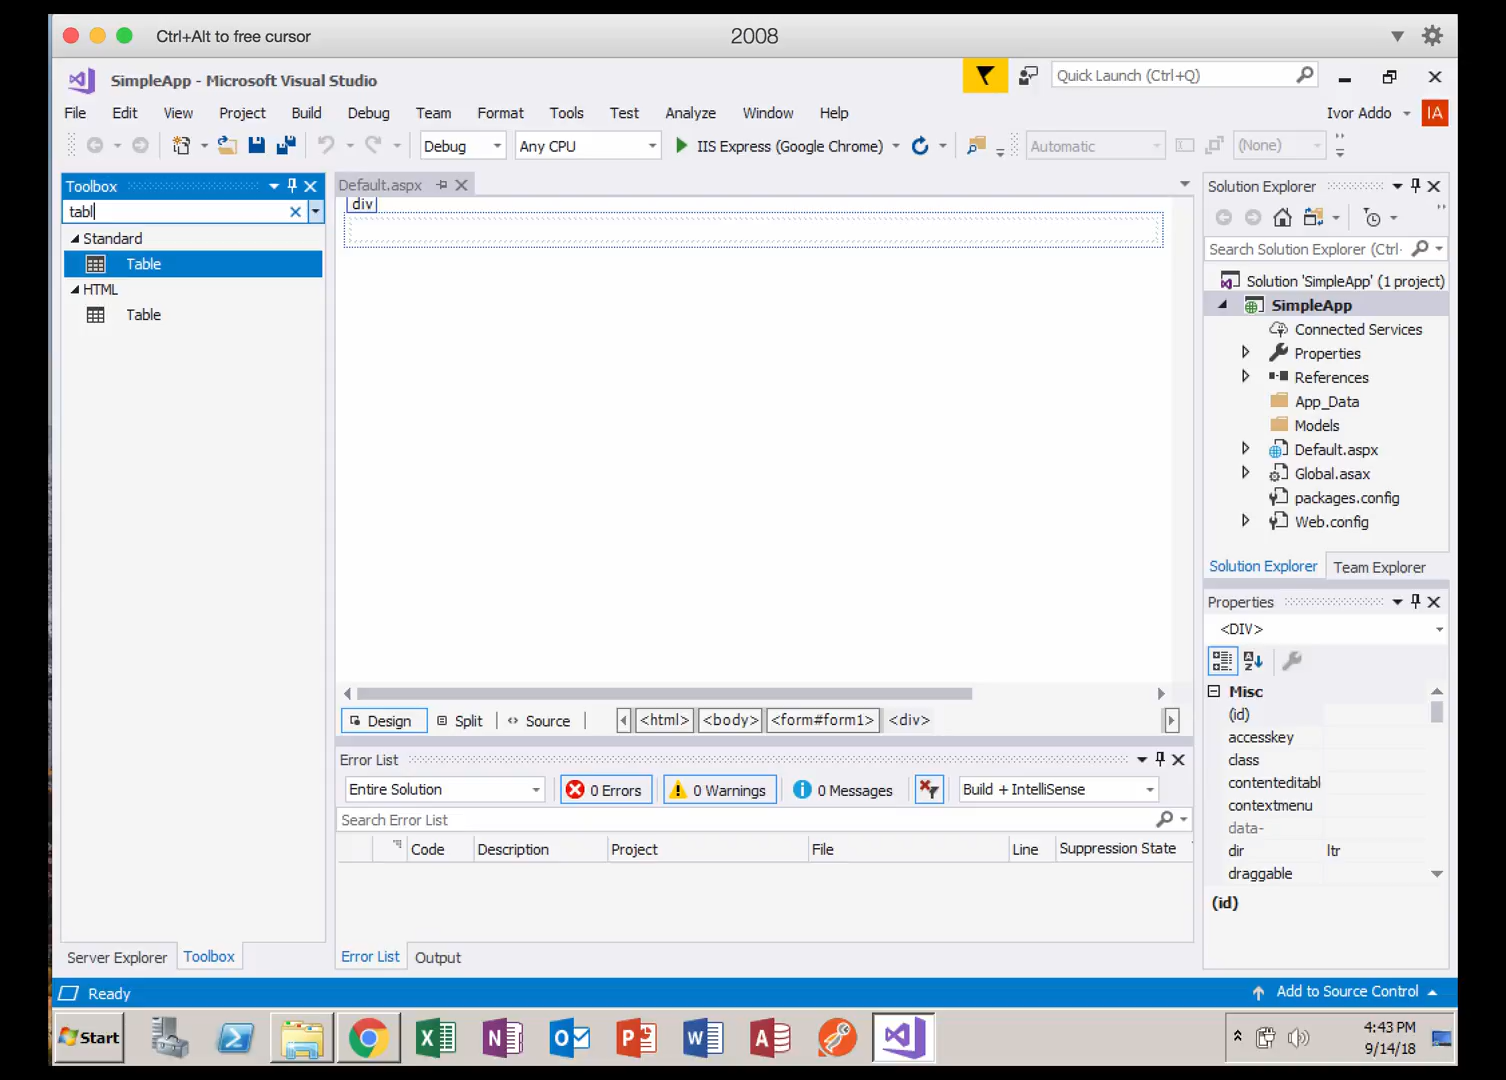 Ctrl+Alt to free cursor
2008
SimpleApp - Microsoft Visual Studio
Quick Launch (Ctrl+Q)
File Edit View Project Build Debug Team Format Tools Test Analyze Window Help
Ivor Addo IA
Debug Any CPU IIS Express (Google Chrome) Automatic (None)
Toolbox
tabl
Standard
Table
HTML
Table
Server Explorer Toolbox
Default.aspx
div
Design Split Source <html> <body> <form#form1> <div>
Error List
Entire Solution 0 Errors 0 Warnings 0 Messages Build + IntelliSense
Search Error List
Code Description Project File Line Suppression State
Error List Output
Solution Explorer
Search Solution Explorer (Ctrl-
Solution 'SimpleApp' (1 project)
SimpleApp
Connected Services
Properties
References
App_Data
Models
Default.aspx
Global.asax
packages.config
Web.config
Solution Explorer Team Explorer
Properties
<DIV>
Misc
(id)
accesskey
class
contenteditabl
contextmenu
data-
dir ltr
draggable
(id)
Ready
Add to Source Control
Start
4:43 PM
9/14/18